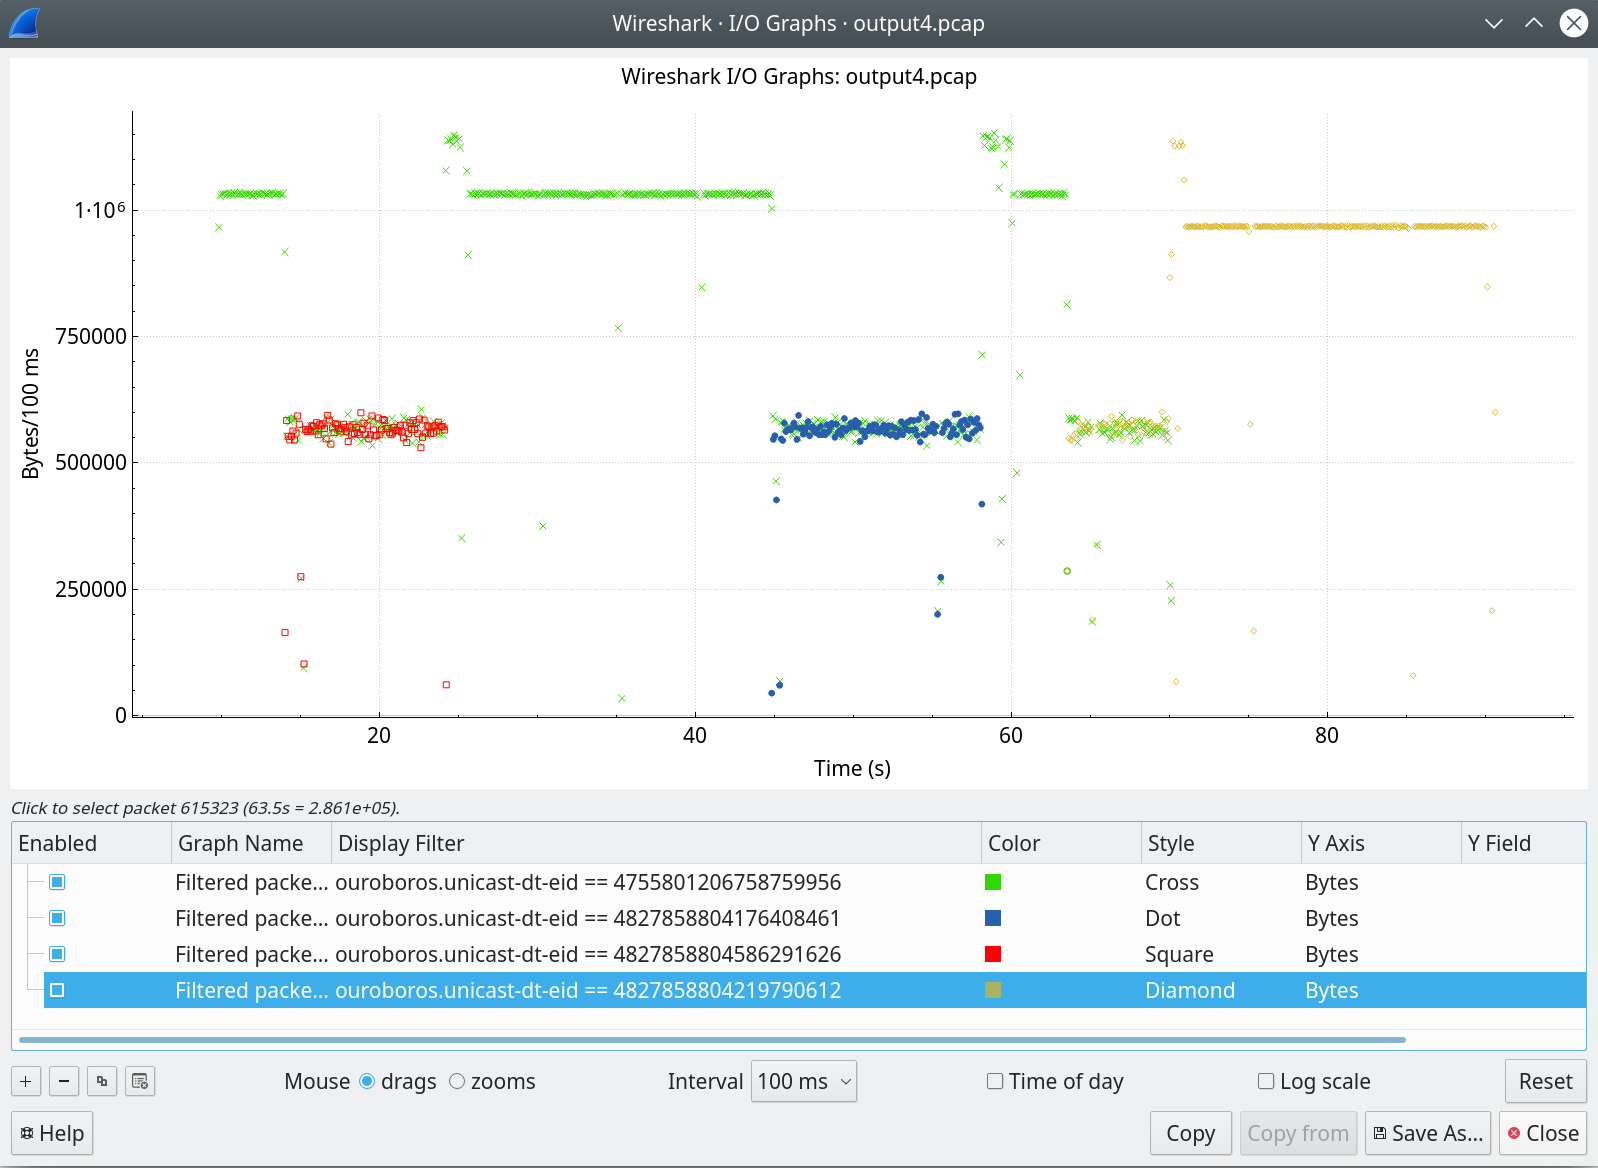 Wireshark · I/O Graphs · output4.pcap
Wireshark I/O Graphs: output4.pcap
Bytes/100 ms
1·10⁶
750000
500000
250000
0
20 40 60 80
Time (s)
Click to select packet 615323 (63.5s = 2.861e+05).
Enabled Graph Name Display Filter Color Style Y Axis Y Field
Filtered packe... ouroboros.unicast-dt-eid == 4755801206758759956 Cross Bytes
Filtered packe... ouroboros.unicast-dt-eid == 4827858804176408461 Dot Bytes
Filtered packe... ouroboros.unicast-dt-eid == 4827858804586291626 Square Bytes
Filtered packe... ouroboros.unicast-dt-eid == 4827858804219790612 Diamond Bytes
Mouse drags zooms Interval 100 ms Time of day Log scale Reset
Help Copy Copy from Save As... Close